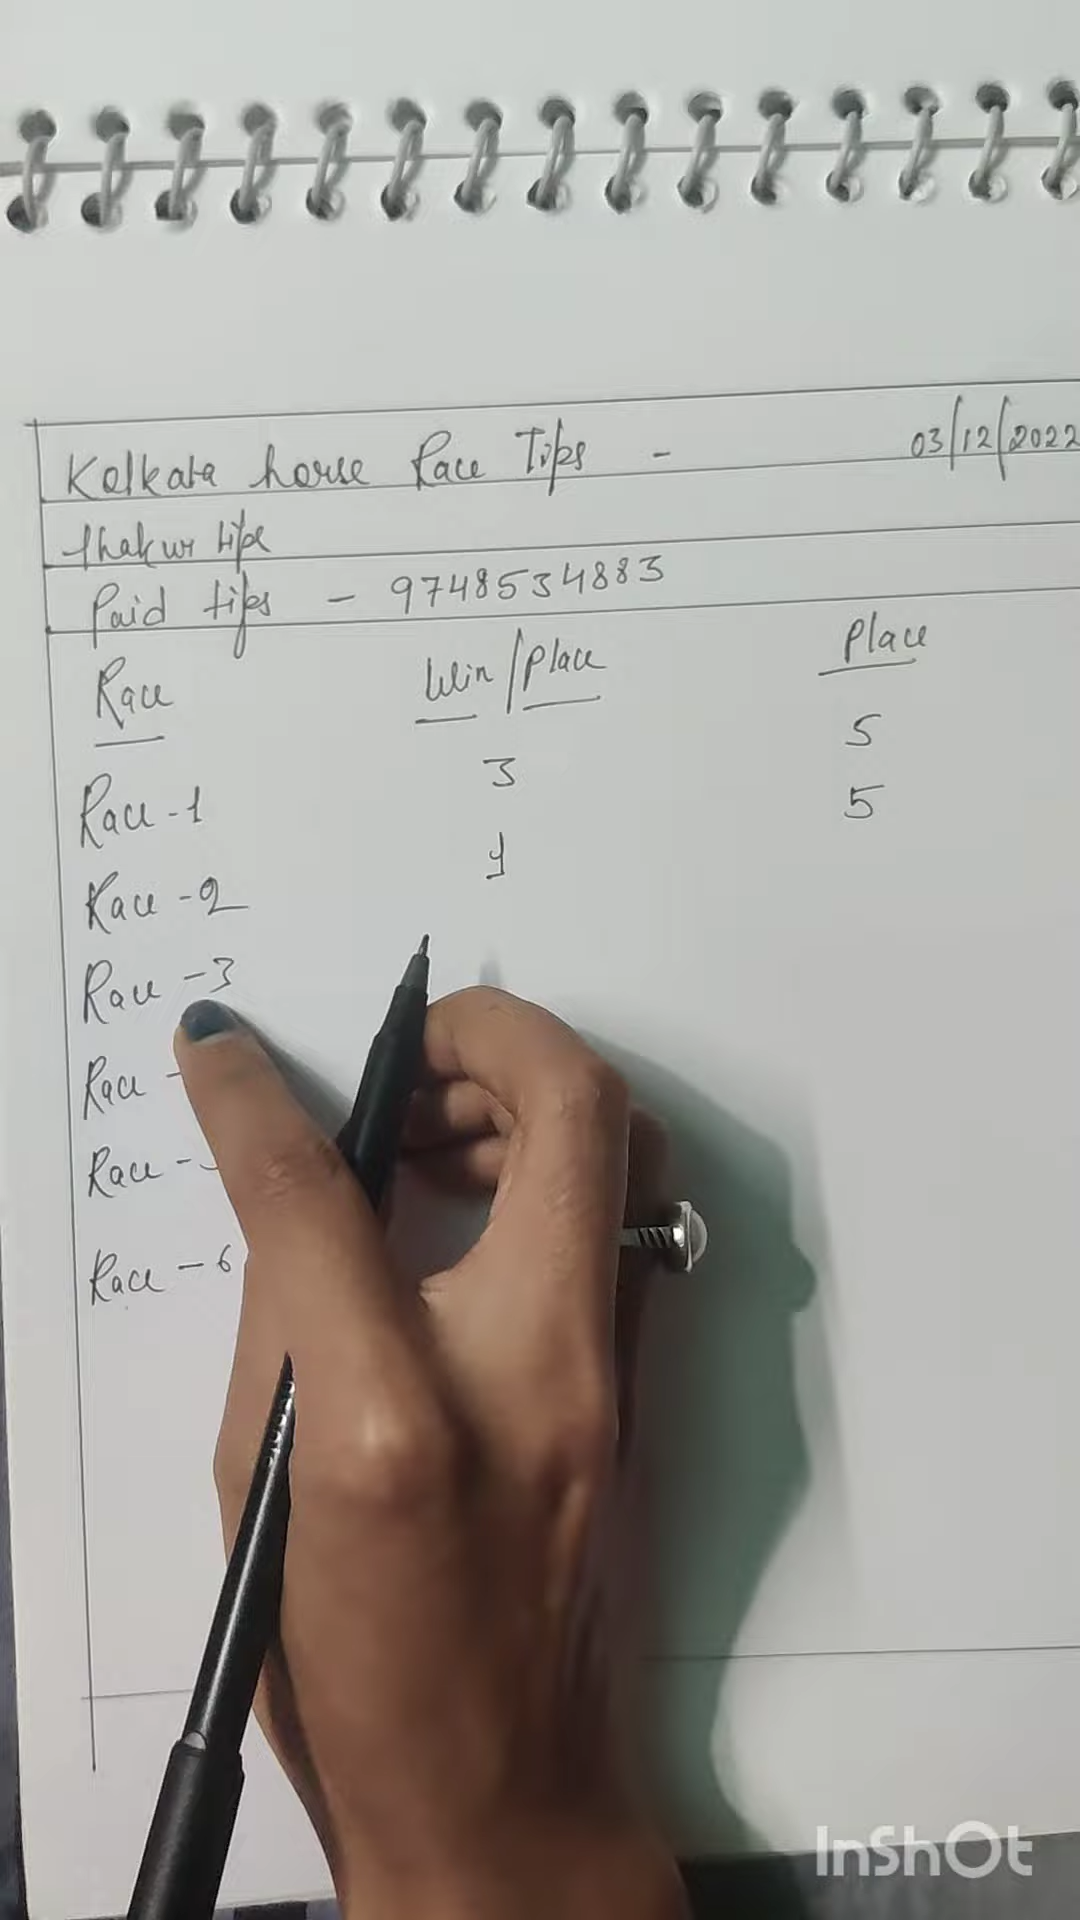 Kolkata horse Race Tips - 03/12/2022
thakur tips
Paid tips - 9748534883
Race Win/Place Place
Race-1 3 5
Race-2 1 5
Race-3
Race-
Race-
Race-6
InShOt